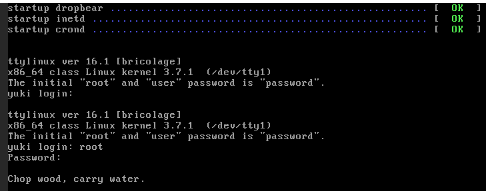 startup dropbear ................................................ [  OK  ]
startup inetd ................................................... [  OK  ]
startup crond ................................................... [  OK  ]
ttylinux ver 16.1 [bricolage]
x86_64 class Linux kernel 3.7.1  (/dev/tty1)
The initial "root" and "user" password is "password".
yuki login:
ttylinux ver 16.1 [bricolage]
x86_64 class Linux kernel 3.7.1  (/dev/tty1)
The initial "root" and "user" password is "password".
yuki login: root
Password:
Chop wood, carry water.